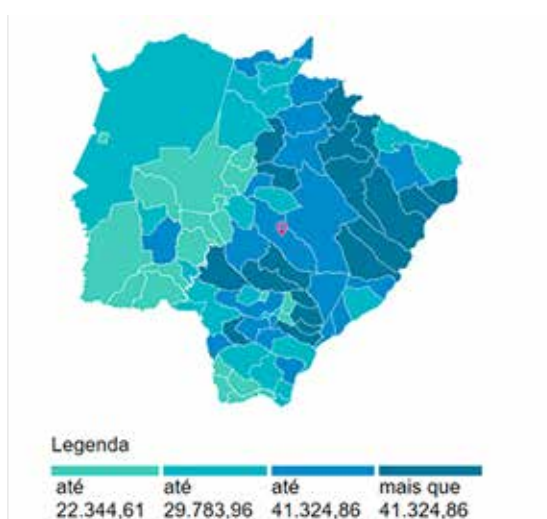 Legenda
até até até mais que
22.344,61 29.783,96 41.324,86 41.324,86